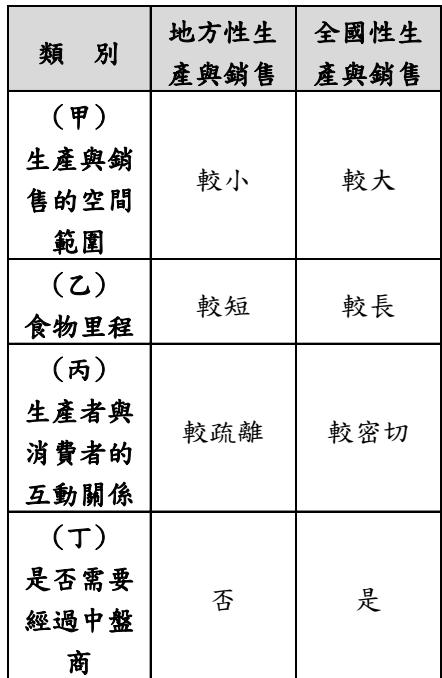 類 別
地方性生
產與銷售
全國性生
產與銷售
（甲）
生產與銷
售的空間
範圍
較小
較大
（乙）
食物里程
較短
較長
（丙）
生產者與
消費者的
互動關係
較疏離
較密切
（丁）
是否需要
經過中盤
商
否
是